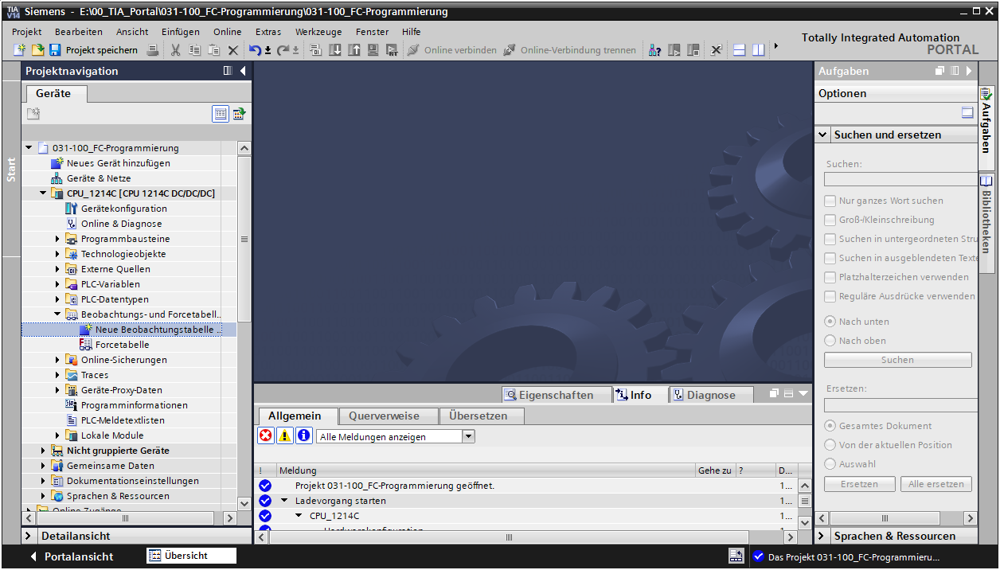 TIA V14 Siemens - E:\00_TIA_Portal\031-100_FC-Programmierung\031-100_FC-Programmierung
Projekt Bearbeiten Ansicht Einfügen Online Extras Werkzeuge Fenster Hilfe
Totally Integrated Automation
PORTAL
Projekt speichern Online verbinden Online-Verbindung trennen
Projektnavigation
Geräte
Start
031-100_FC-Programmierung
Neues Gerät hinzufügen
Geräte & Netze
CPU_1214C [CPU 1214C DC/DC/DC]
Gerätekonfiguration
Online & Diagnose
Programmbausteine
Technologieobjekte
Externe Quellen
PLC-Variablen
PLC-Datentypen
Beobachtungs- und Forcetabell..
Neue Beobachtungstabelle ..
Forcetabelle
Online-Sicherungen
Traces
Geräte-Proxy-Daten
Programminformationen
PLC-Meldetextlisten
Lokale Module
Nicht gruppierte Geräte
Gemeinsame Daten
Dokumentationseinstellungen
Sprachen & Ressourcen
Online-Zugänge
Detailansicht
Eigenschaften Info Diagnose
Allgemein Querverweise Übersetzen
Alle Meldungen anzeigen
! Meldung Gehe zu ? D...
Projekt 031-100_FC-Programmierung geöffnet. 1...
Ladevorgang starten 1...
CPU_1214C 1...
Hardwarekonfiguration 1...
Aufgaben
Optionen
Suchen und ersetzen
Suchen:
Nur ganzes Wort suchen
Groß-/Kleinschreibung
Suchen in untergeordneten Stru
Suchen in ausgeblendeten Texte
Platzhalterzeichen verwenden
Reguläre Ausdrücke verwenden
Nach unten
Nach oben
Suchen
Ersetzen:
Gesamtes Dokument
Von der aktuellen Position
Auswahl
Ersetzen Alle ersetzen
Sprachen & Ressourcen
Aufgaben
Bibliotheken
Portalansicht Übersicht Das Projekt 031-100_FC-Programmieru...